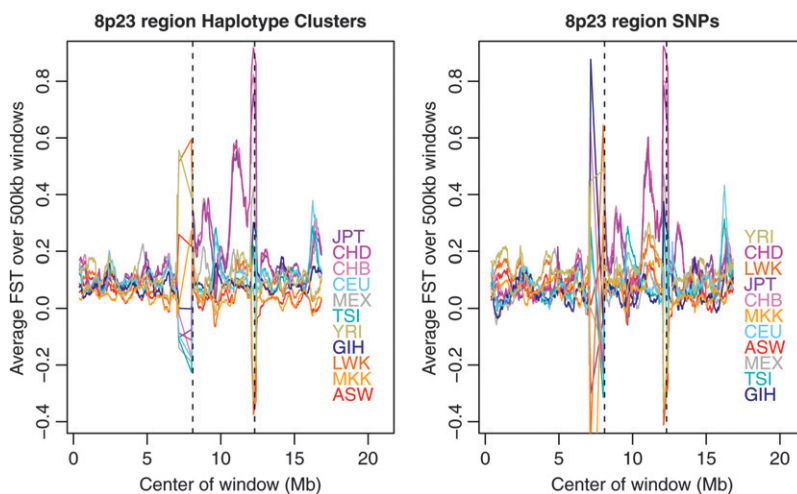 8p23 region Haplotype Clusters
Average FST over 500kb windows
0.8
0.6
0.4
0.2
0.0
−0.2
−0.4
JPT
CHD
CHB
CEU
MEX
TSI
YRI
GIH
LWK
MKK
ASW
0 5 10 15 20
Center of window (Mb)
8p23 region SNPs
Average FST over 500kb windows
0.8
0.6
0.4
0.2
0.0
−0.2
−0.4
YRI
CHD
LWK
JPT
CHB
MKK
CEU
ASW
MEX
TSI
GIH
0 5 10 15 20
Center of window (Mb)